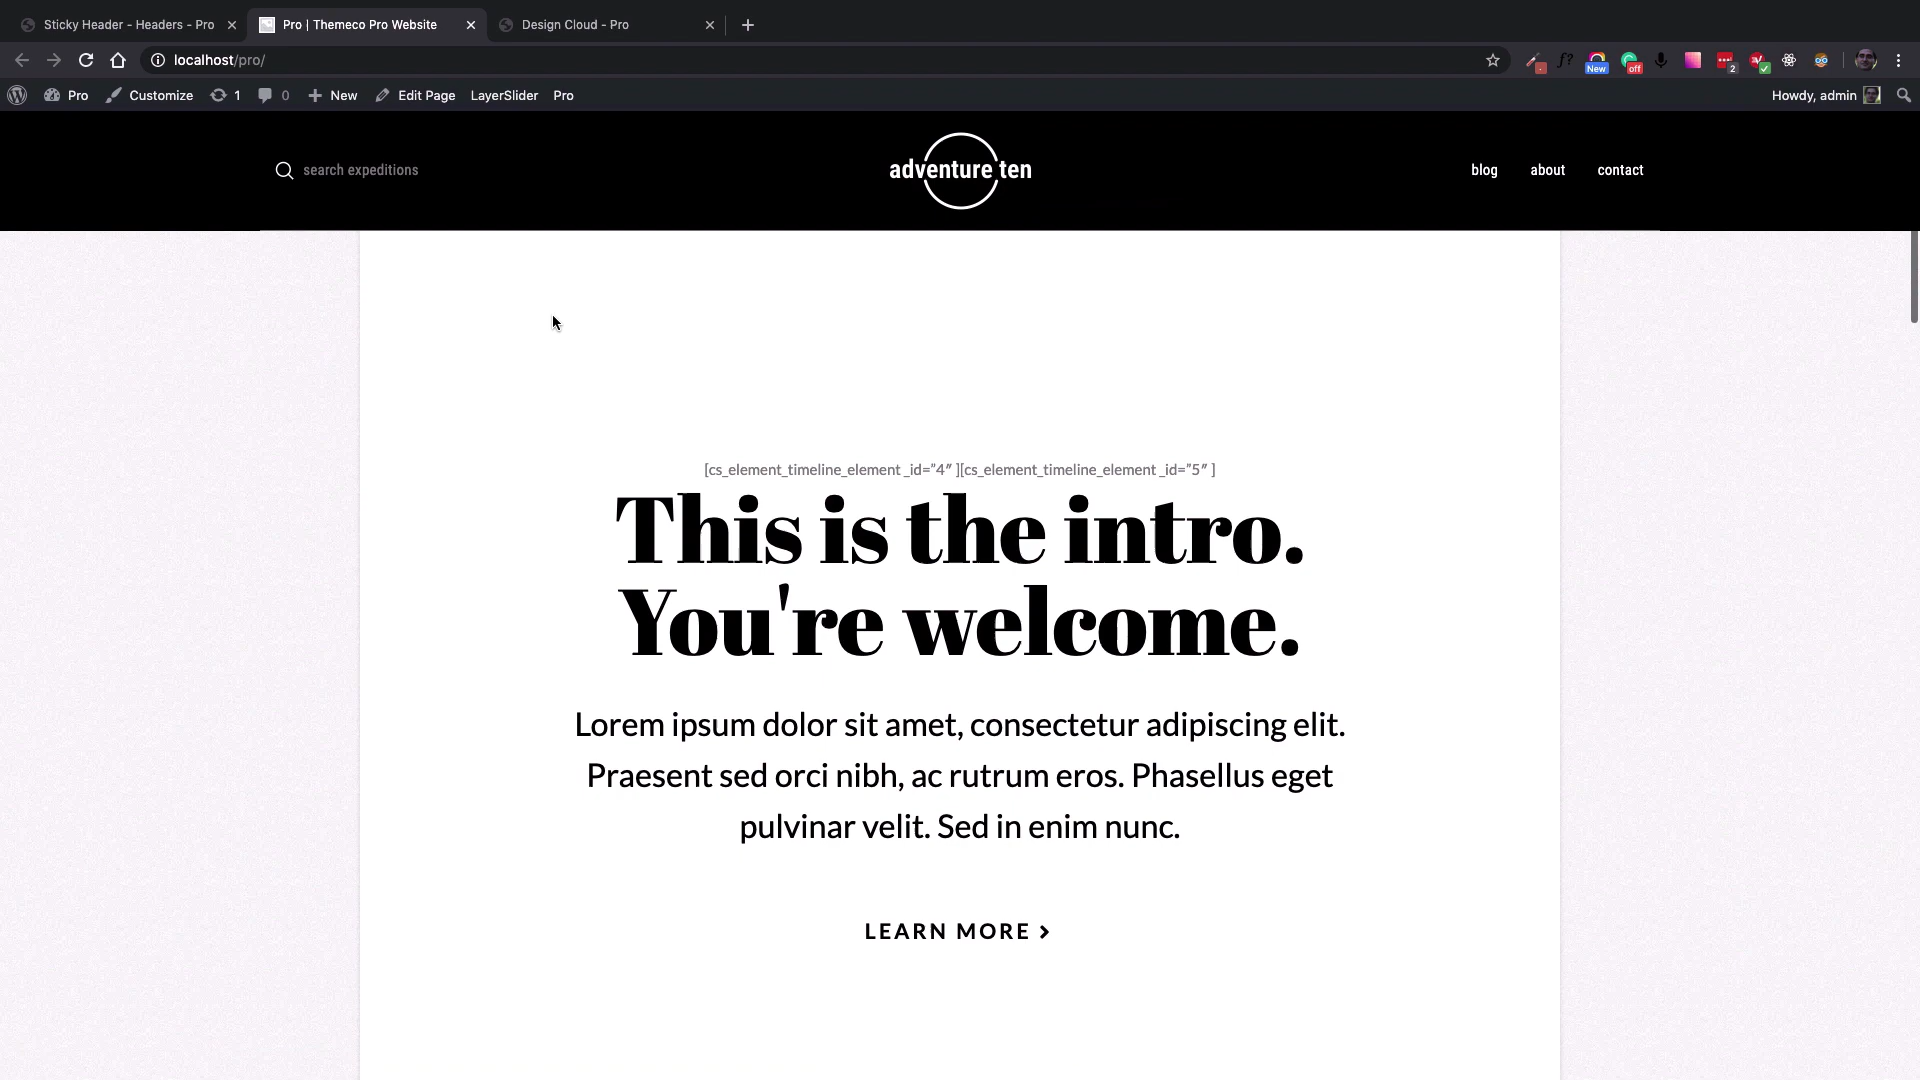 Sticky Header - Headers - Pro
Pro | Themeco Pro Website
Design Cloud - Pro
localhost/pro/
New
off
2
Pro
Customize
1
0
New
Edit Page
LayerSlider
Pro
Howdy, admin
search expeditions
adventure ten
blog
about
contact
[cs_element_timeline_element _id=”4″ ][cs_element_timeline_element _id=”5″ ]
This is the intro.
You're welcome.
Lorem ipsum dolor sit amet, consectetur adipiscing elit.
Praesent sed orci nibh, ac rutrum eros. Phasellus eget
pulvinar velit. Sed in enim nunc.
LEARN MORE